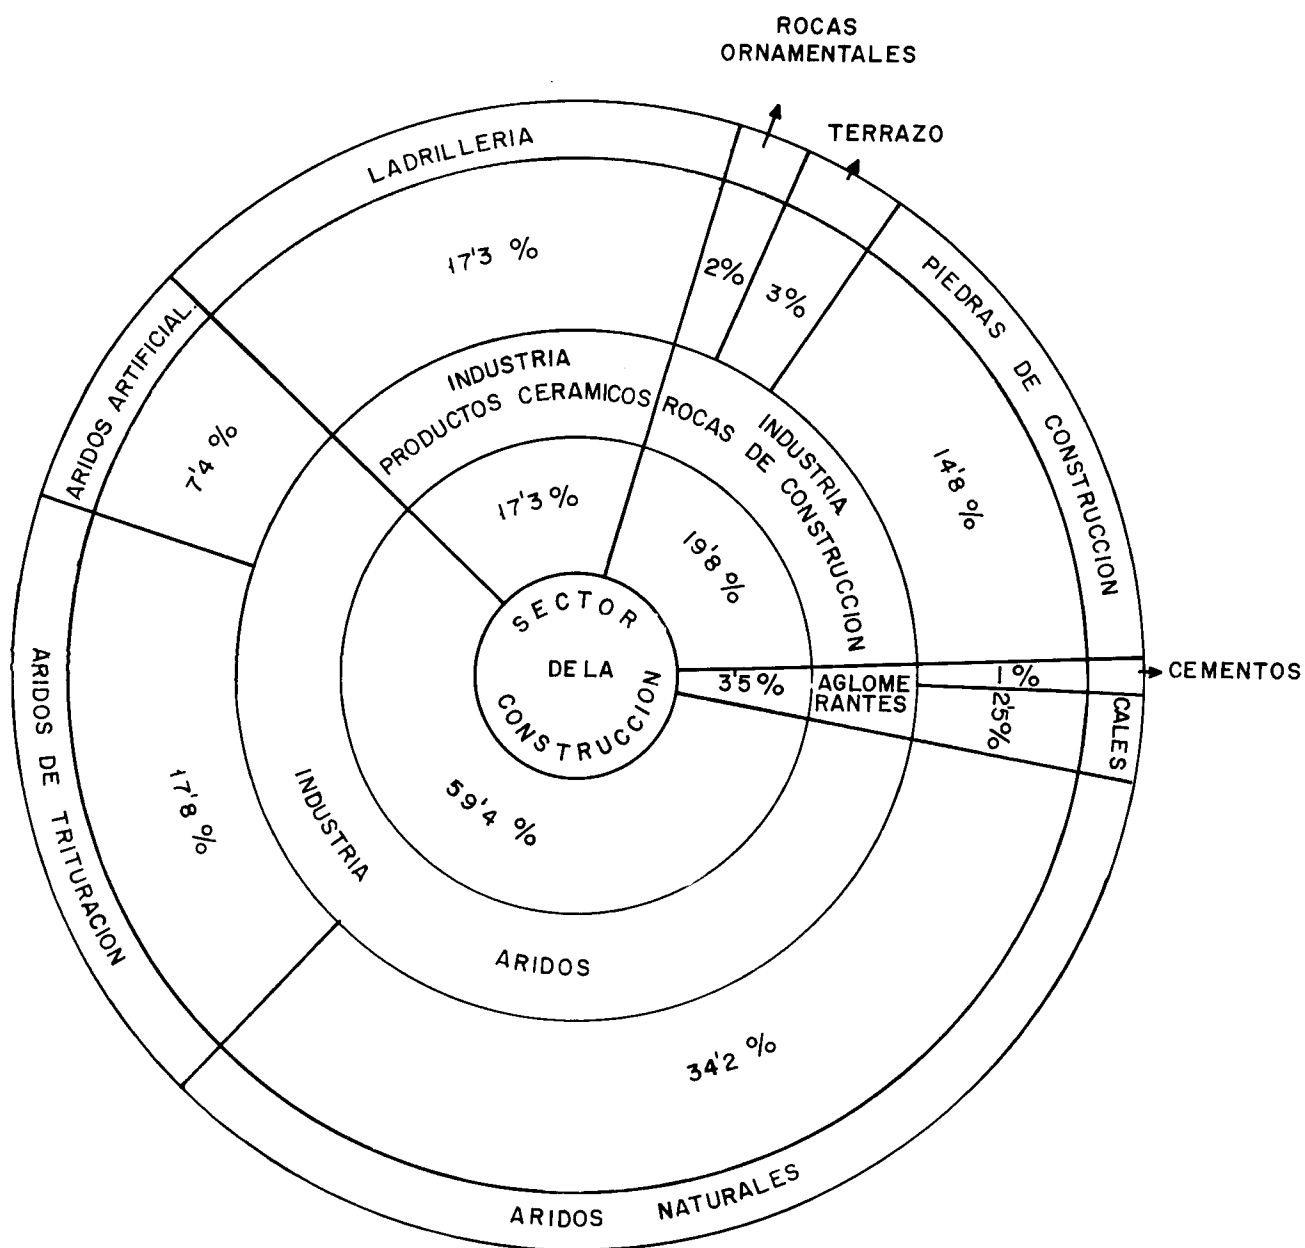 ROCAS
ORNAMENTALES
TERRAZO
LADRILLERIA
17'3 %
2%
3%
PIEDRAS DE CONSTRUCCION
14'8 %
ARIDOS ARTIFICIAL.
7'4 %
INDUSTRIA
PRODUCTOS CERAMICOS
17'3 %
INDUSTRIA
ROCAS DE CONSTRUCCION
19'8 %
SECTOR
DE LA
CONSTRUCCION
3'5 %
AGLOME
RANTES
1 %
CEMENTOS
2'5%
CALES
ARIDOS DE TRITURACION
17'8 %
59'4 %
INDUSTRIA
ARIDOS
34'2 %
ARIDOS NATURALES